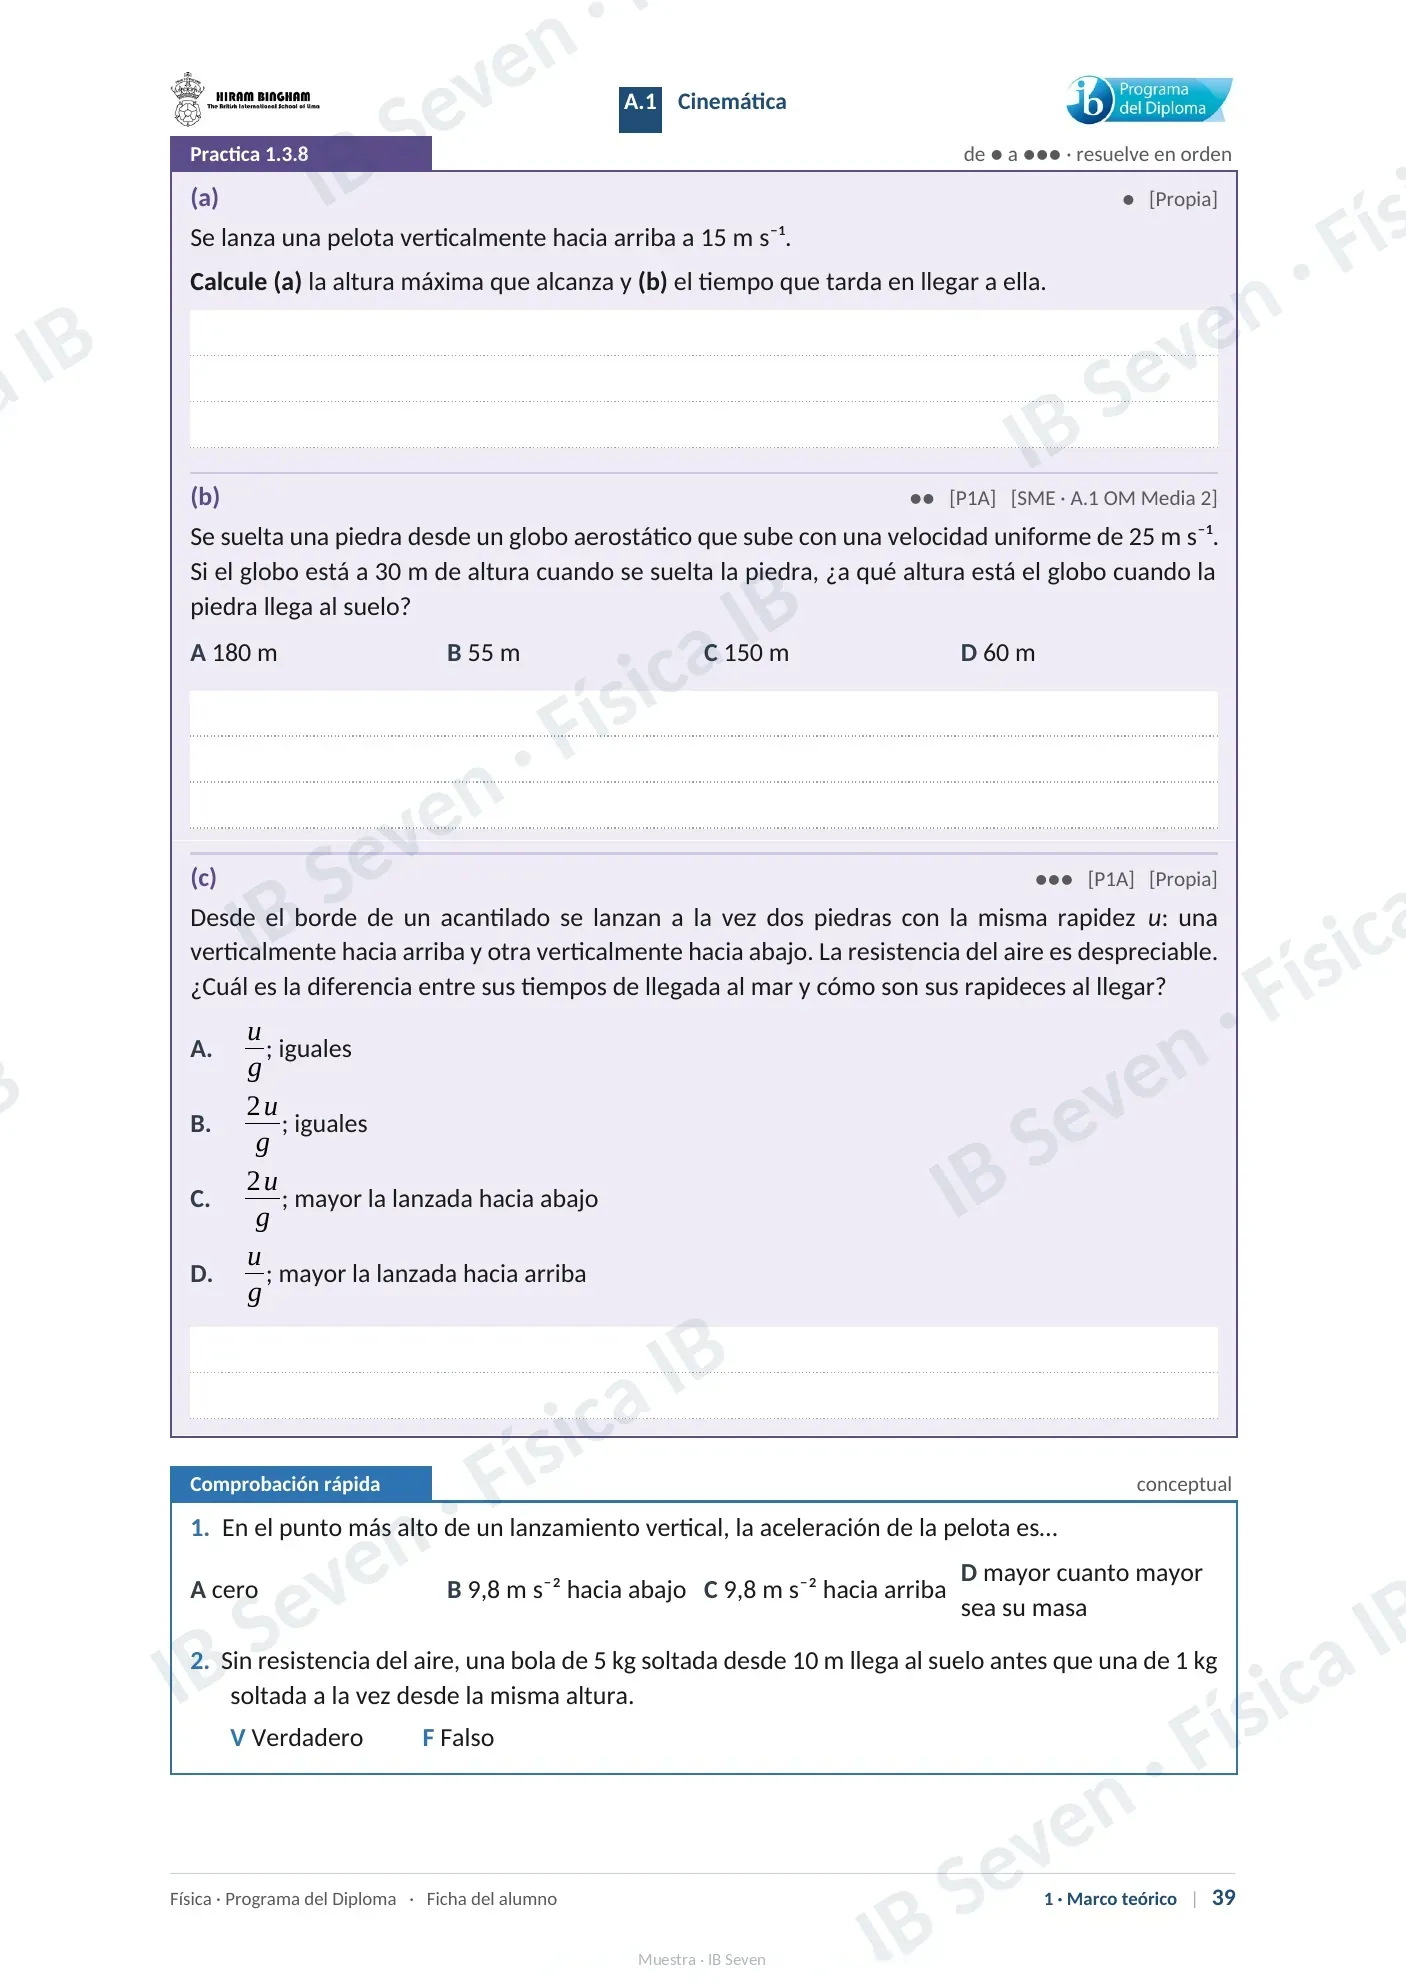 HIRAM BINGHAM
The British International School of Lima
A.1 Cinemática
Programa
del Diploma
Practica 1.3.8
de ● a ●●● · resuelve en orden
(a)
● [Propia]
Se lanza una pelota verticalmente hacia arriba a 15 m s⁻¹.
Calcule (a) la altura máxima que alcanza y (b) el tiempo que tarda en llegar a ella.
(b)
●● [P1A] [SME · A.1 OM Media 2]
Se suelta una piedra desde un globo aerostático que sube con una velocidad uniforme de 25 m s⁻¹.
Si el globo está a 30 m de altura cuando se suelta la piedra, ¿a qué altura está el globo cuando la
piedra llega al suelo?
A 180 m B 55 m C 150 m D 60 m
(c)
●●● [P1A] [Propia]
Desde el borde de un acantilado se lanzan a la vez dos piedras con la misma rapidez u: una
verticalmente hacia arriba y otra verticalmente hacia abajo. La resistencia del aire es despreciable.
¿Cuál es la diferencia entre sus tiempos de llegada al mar y cómo son sus rapideces al llegar?
A. u/g; iguales
B. 2u/g; iguales
C. 2u/g; mayor la lanzada hacia abajo
D. u/g; mayor la lanzada hacia arriba
Comprobación rápida
conceptual
1. En el punto más alto de un lanzamiento vertical, la aceleración de la pelota es...
A cero B 9,8 m s⁻² hacia abajo C 9,8 m s⁻² hacia arriba D mayor cuanto mayor
sea su masa
2. Sin resistencia del aire, una bola de 5 kg soltada desde 10 m llega al suelo antes que una de 1 kg
soltada a la vez desde la misma altura.
V Verdadero F Falso
Física · Programa del Diploma · Ficha del alumno
1 · Marco teórico | 39
Muestra · IB Seven
IB Seven · Física IB